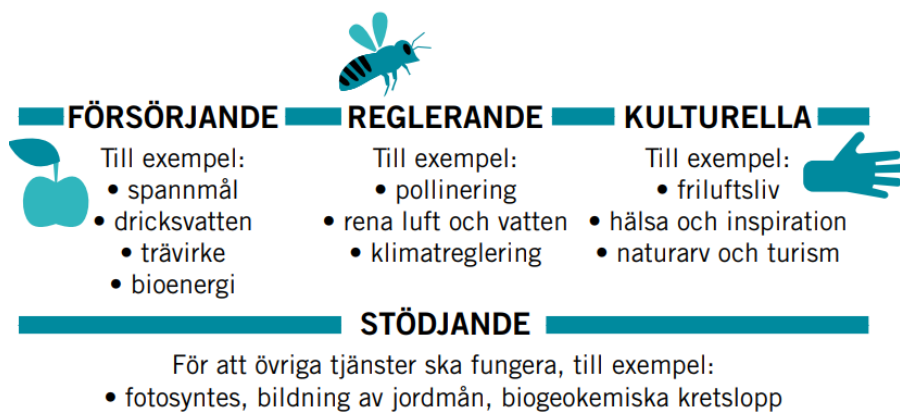 FÖRSÖRJANDE
Till exempel:
• spannmål
• dricksvatten
• trävirke
• bioenergi
REGLERANDE
Till exempel:
• pollinering
• rena luft och vatten
• klimatreglering
KULTURELLA
Till exempel:
• friluftsliv
• hälsa och inspiration
• naturarv och turism
STÖDJANDE
För att övriga tjänster ska fungera, till exempel:
• fotosyntes, bildning av jordmån, biogeokemiska kretslopp